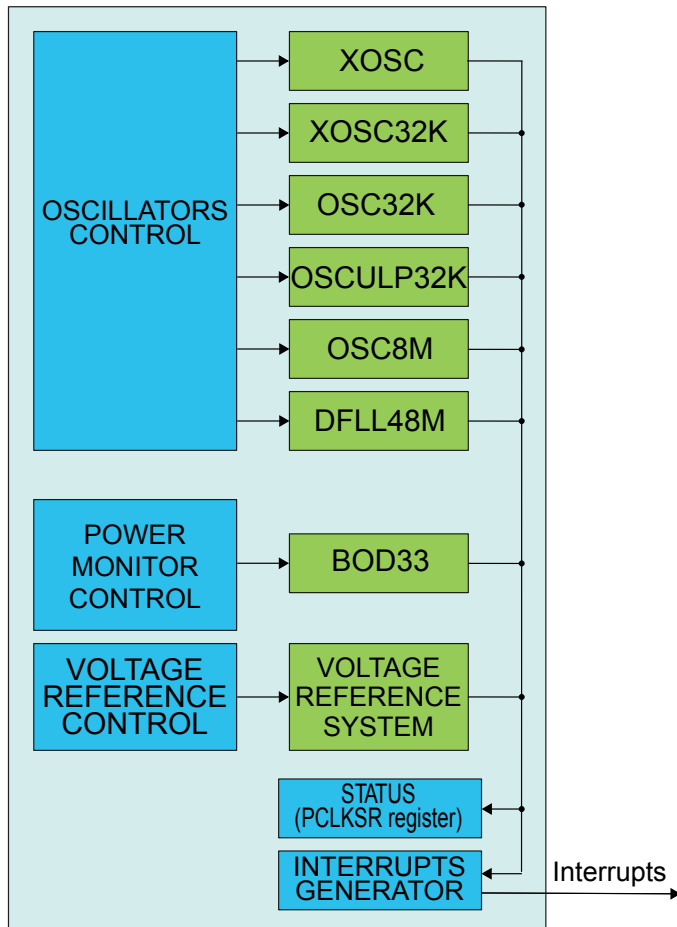 OSCILLATORS
CONTROL
XOSC
XOSC32K
OSC32K
OSCULP32K
OSC8M
DFLL48M
POWER
MONITOR
CONTROL
BOD33
VOLTAGE
REFERENCE
CONTROL
VOLTAGE
REFERENCE
SYSTEM
STATUS
(PCLKSR register)
INTERRUPTS
GENERATOR
Interrupts